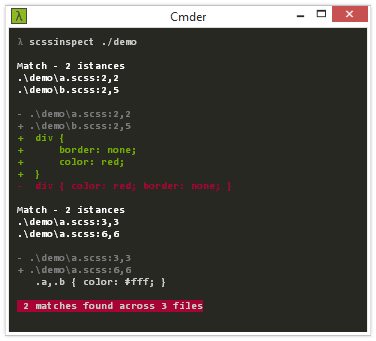 λ Cmder
λ scssinspect ./demo
Match - 2 istances
.\demo\a.scss:2,2
.\demo\b.scss:2,5
- .\demo\a.scss:2,2
+ .\demo\b.scss:2,5
+ div {
+ border: none;
+ color: red;
+ }
- div { color: red; border: none; }
Match - 2 istances
.\demo\a.scss:3,3
.\demo\a.scss:6,6
- .\demo\a.scss:3,3
+ .\demo\a.scss:6,6
.a,.b { color: #fff; }
2 matches found across 3 files